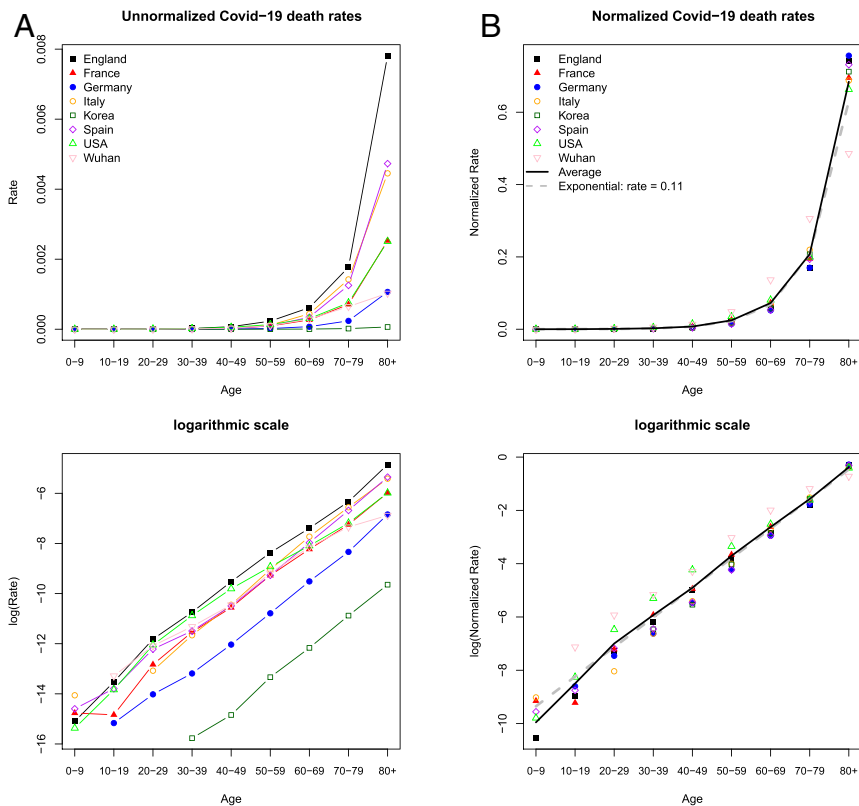 A
Unnormalized Covid−19 death rates
0.008
0.006
0.004
0.002
0.000
Rate
England
France
Germany
Italy
Korea
Spain
USA
Wuhan
0−9 10−19 20−29 30−39 40−49 50−59 60−69 70−79 80+
Age
B
Normalized Covid−19 death rates
0.6
0.4
0.2
0.0
Normalized Rate
England
France
Germany
Italy
Korea
Spain
USA
Wuhan
Average
Exponential: rate = 0.11
0−9 10−19 20−29 30−39 40−49 50−59 60−69 70−79 80+
Age
logarithmic scale
−6
−8
−10
−12
−14
−16
log(Rate)
0−9 10−19 20−29 30−39 40−49 50−59 60−69 70−79 80+
Age
logarithmic scale
0
−2
−4
−6
−8
−10
log(Normalized Rate)
0−9 10−19 20−29 30−39 40−49 50−59 60−69 70−79 80+
Age